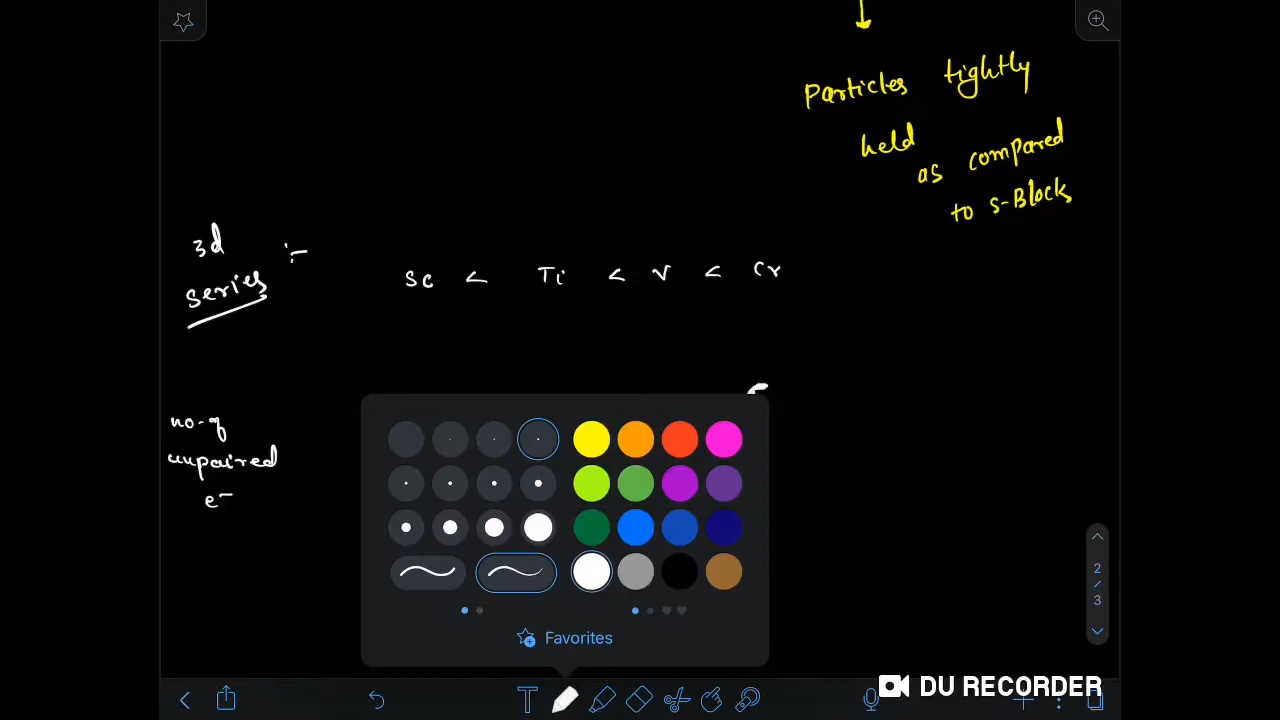 Particles tightly
held
as compared
to s-Block
3d :-
series
Sc < Ti < V < Cr
no-of
unpaired
e-
Favorites
2
/
3
T
DU RECORDER